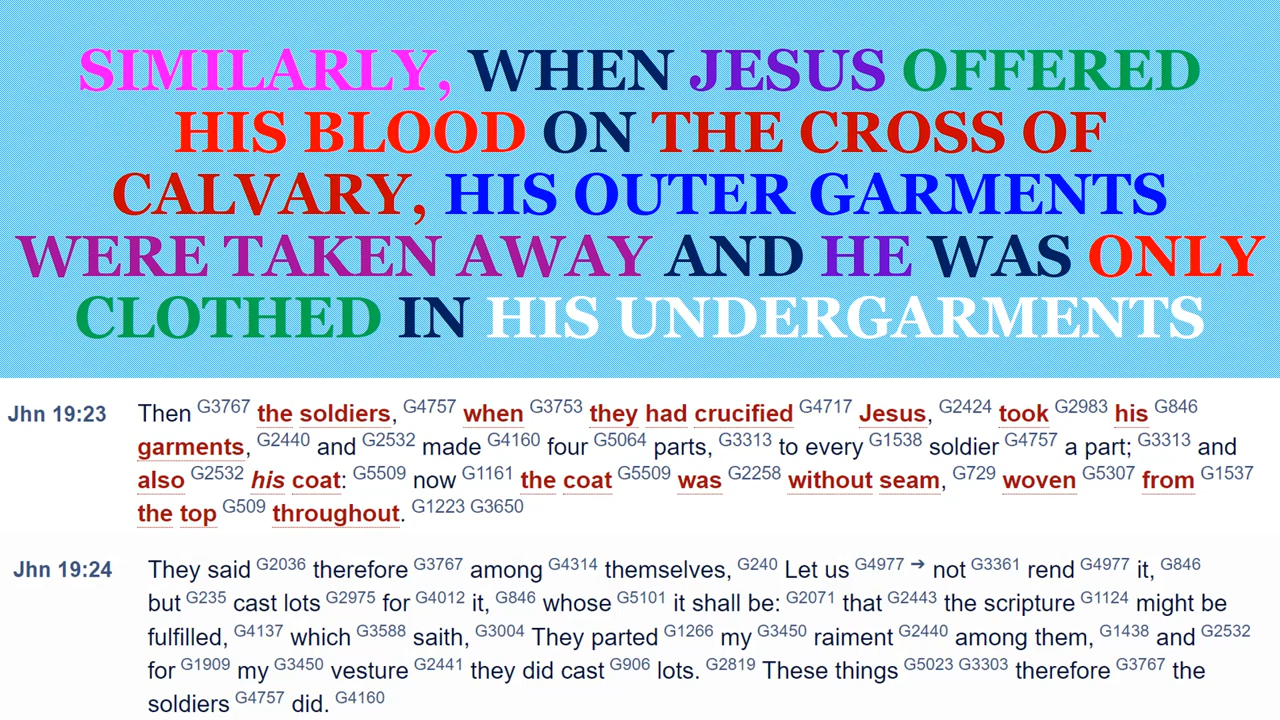 SIMILARLY, WHEN JESUS OFFERED
HIS BLOOD ON THE CROSS OF
CALVARY, HIS OUTER GARMENTS
WERE TAKEN AWAY AND HE WAS ONLY
CLOTHED IN HIS UNDERGARMENTS
Jhn 19:23 Then G3767 the soldiers, G4757 when G3753 they had crucified G4717 Jesus, G2424 took G2983 his G846
garments, G2440 and G2532 made G4160 four G5064 parts, G3313 to every G1538 soldier G4757 a part; G3313 and
also G2532 his coat: G5509 now G1161 the coat G5509 was G2258 without seam, G729 woven G5307 from G1537
the top G509 throughout. G1223 G3650
Jhn 19:24 They said G2036 therefore G3767 among G4314 themselves, G240 Let us G4977 → not G3361 rend G4977 it, G846
but G235 cast lots G2975 for G4012 it, G846 whose G5101 it shall be: G2071 that G2443 the scripture G1124 might be
fulfilled, G4137 which G3588 saith, G3004 They parted G1266 my G3450 raiment G2440 among them, G1438 and G2532
for G1909 my G3450 vesture G2441 they did cast G906 lots. G2819 These things G5023 G3303 therefore G3767 the
soldiers G4757 did. G4160